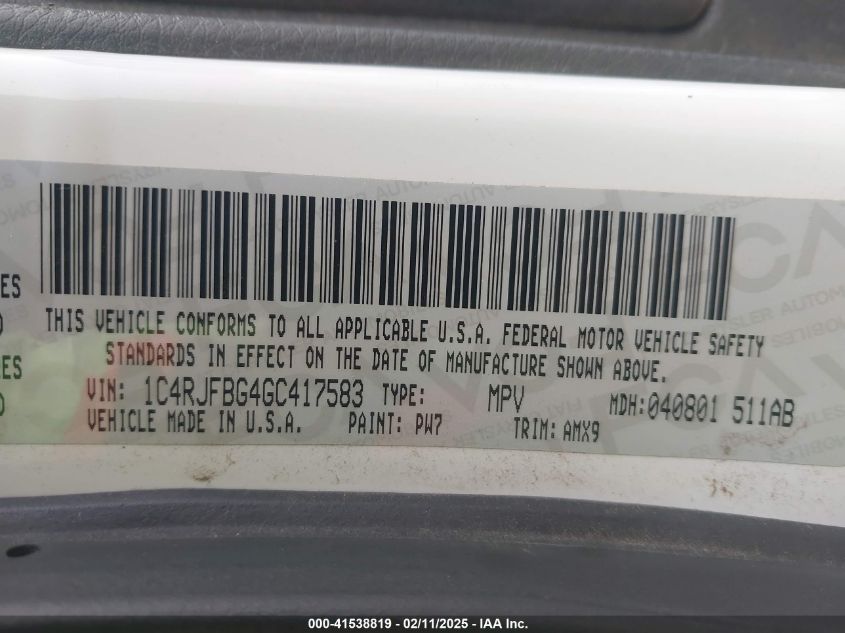 THIS VEHICLE CONFORMS TO ALL APPLICABLE U.S.A. FEDERAL MOTOR VEHICLE SAFETY
STANDARDS IN EFFECT ON THE DATE OF MANUFACTURE SHOWN ABOVE.
VIN: 1C4RJFBG4GC417583 TYPE: MPV MDH:040801 511AB
VEHICLE MADE IN U.S.A. PAINT: PW7 TRIM: AMX9
000-41538819 - 02/11/2025 - IAA Inc.